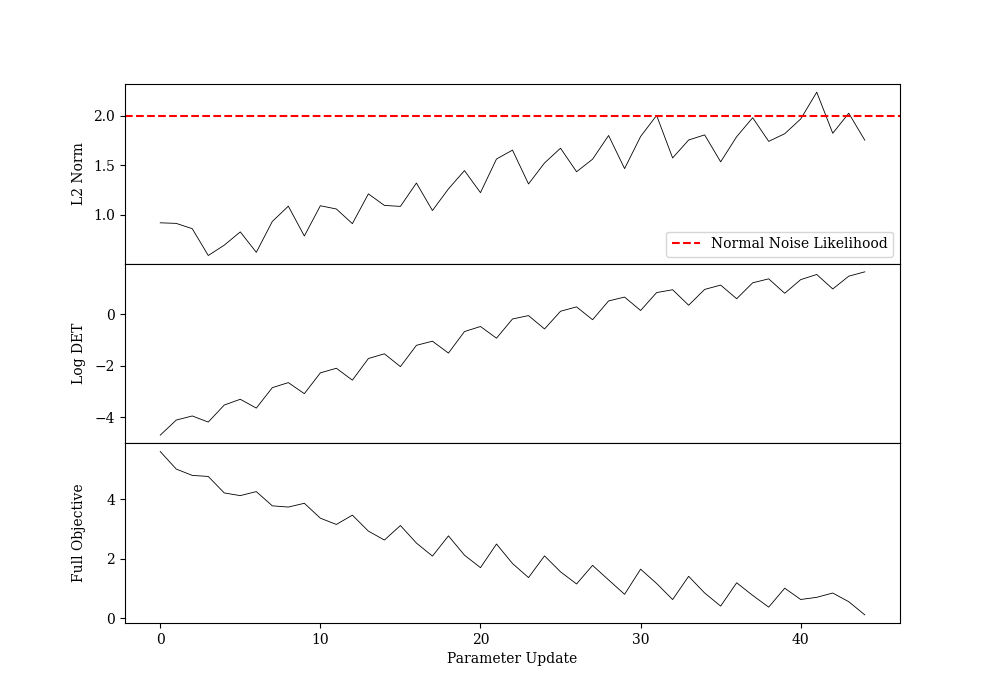 L2 Norm
2.0
1.5
1.0
Normal Noise Likelihood
Log DET
0
−2
−4
Full Objective
4
2
0
0 10 20 30 40
Parameter Update